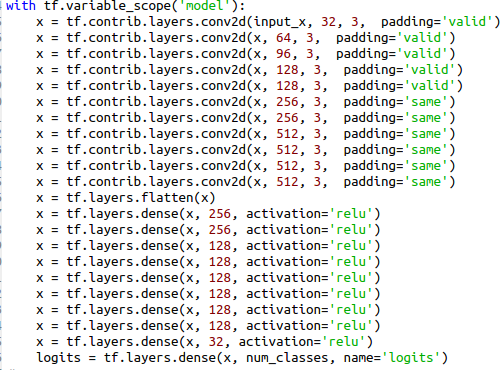 with tf.variable_scope('model'):
x = tf.contrib.layers.conv2d(input_x, 32, 3, padding='valid')
x = tf.contrib.layers.conv2d(x, 64, 3, padding='valid')
x = tf.contrib.layers.conv2d(x, 96, 3, padding='valid')
x = tf.contrib.layers.conv2d(x, 128, 3, padding='valid')
x = tf.contrib.layers.conv2d(x, 128, 3, padding='valid')
x = tf.contrib.layers.conv2d(x, 256, 3, padding='same')
x = tf.contrib.layers.conv2d(x, 256, 3, padding='same')
x = tf.contrib.layers.conv2d(x, 512, 3, padding='same')
x = tf.contrib.layers.conv2d(x, 512, 3, padding='same')
x = tf.contrib.layers.conv2d(x, 512, 3, padding='same')
x = tf.contrib.layers.conv2d(x, 512, 3, padding='same')
x = tf.layers.flatten(x)
x = tf.layers.dense(x, 256, activation='relu')
x = tf.layers.dense(x, 256, activation='relu')
x = tf.layers.dense(x, 128, activation='relu')
x = tf.layers.dense(x, 128, activation='relu')
x = tf.layers.dense(x, 128, activation='relu')
x = tf.layers.dense(x, 128, activation='relu')
x = tf.layers.dense(x, 128, activation='relu')
x = tf.layers.dense(x, 128, activation='relu')
x = tf.layers.dense(x, 32, activation='relu')
logits = tf.layers.dense(x, num_classes, name='logits')